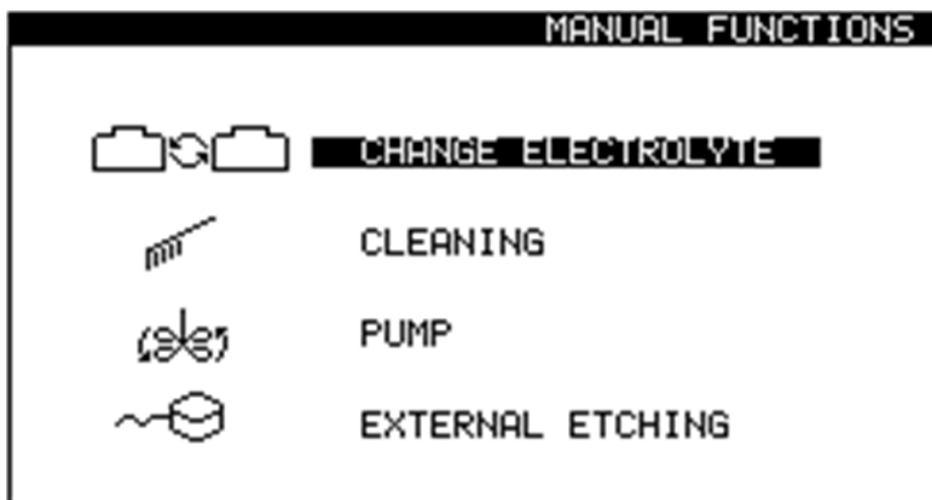 MANUAL FUNCTIONS
CHANGE ELECTROLYTE
CLEANING
PUMP
EXTERNAL ETCHING